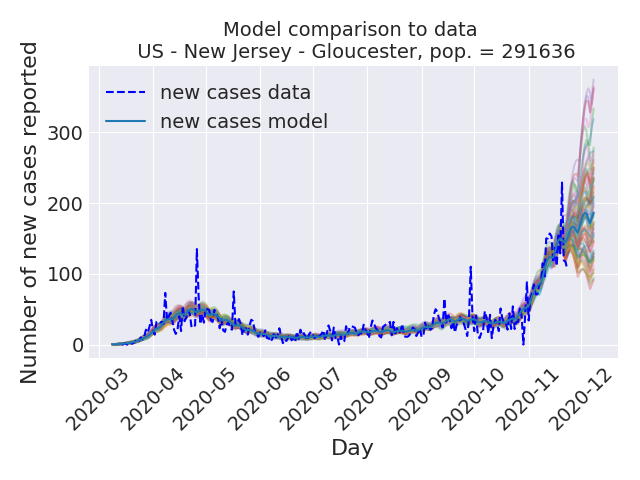 Model comparison to data
US - New Jersey - Gloucester, pop. = 291636
Number of new cases reported
new cases data
new cases model
300
200
100
0
2020-03
2020-04
2020-05
2020-06
2020-07
2020-08
2020-09
2020-10
2020-11
2020-12
Day